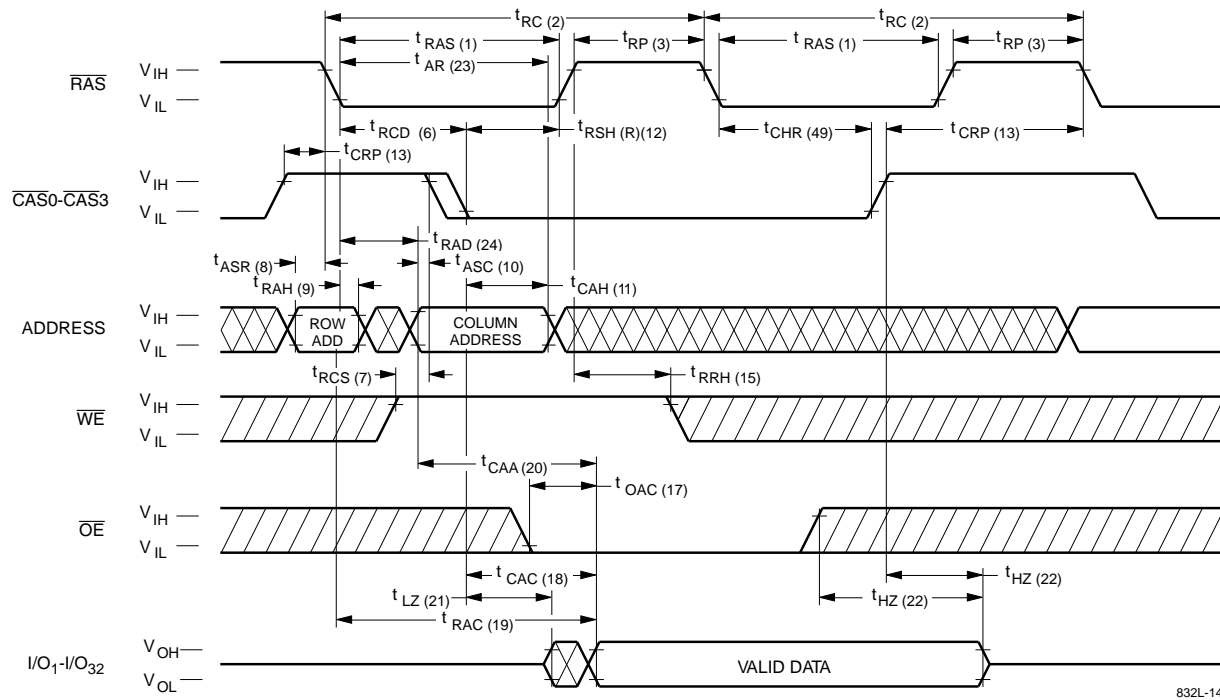 t RC (2) t RC (2)
t RAS (1) t RP (3) t RAS (1) t RP (3)
t AR (23)
RAS V IH
V IL
t RCD (6) t RSH (R)(12) t CHR (49) t CRP (13)
t CRP (13)
CAS0-CAS3 V IH
V IL
t RAD (24)
t ASR (8) t ASC (10)
t RAH (9) t CAH (11)
ADDRESS V IH
V IL
ROW ADD
COLUMN ADDRESS
t RCS (7) t RRH (15)
WE V IH
V IL
t CAA (20)
t OAC (17)
OE V IH
V IL
t CAC (18) t HZ (22)
t LZ (21) t HZ (22)
t RAC (19)
I/O1-I/O32 V OH
V OL
VALID DATA
832L-14